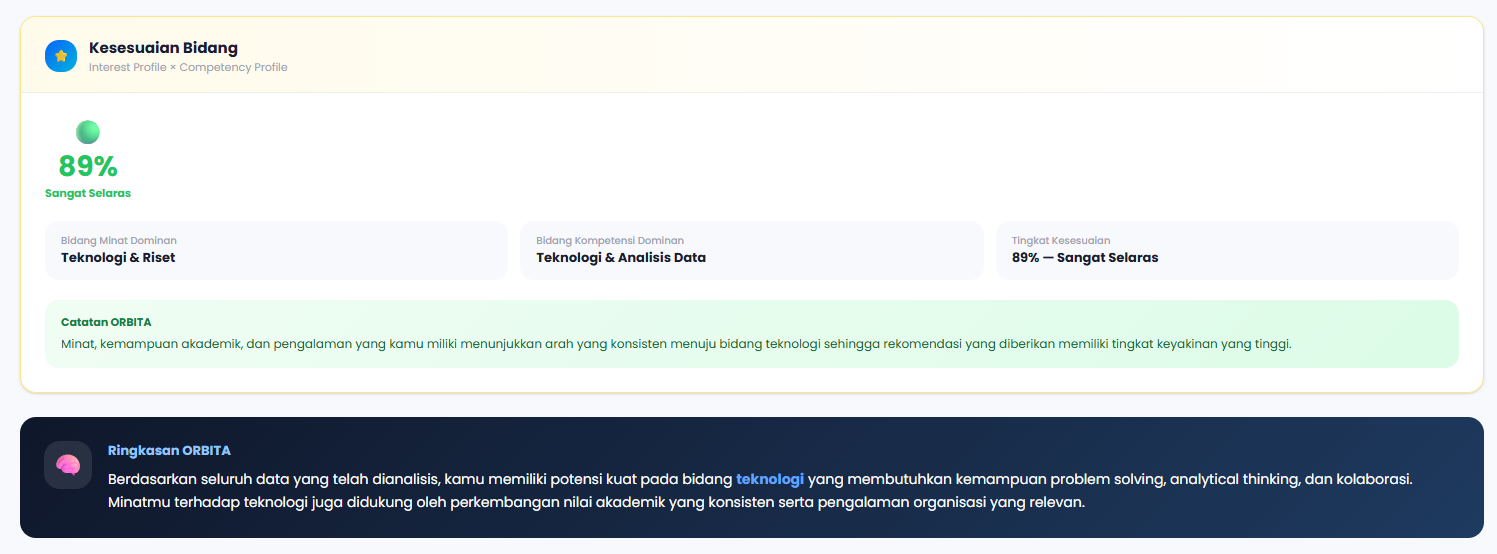 Kesesuaian Bidang
Interest Profile × Competency Profile
89%
Sangat Selaras
Bidang Minat Dominan
Teknologi & Riset
Bidang Kompetensi Dominan
Teknologi & Analisis Data
Tingkat Kesesuaian
89% — Sangat Selaras
Catatan ORBITA
Minat, kemampuan akademik, dan pengalaman yang kamu miliki menunjukkan arah yang konsisten menuju bidang teknologi sehingga rekomendasi yang diberikan memiliki tingkat keyakinan yang tinggi.
Ringkasan ORBITA
Berdasarkan seluruh data yang telah dianalisis, kamu memiliki potensi kuat pada bidang teknologi yang membutuhkan kemampuan problem solving, analytical thinking, dan kolaborasi.
Minatmu terhadap teknologi juga didukung oleh perkembangan nilai akademik yang konsisten serta pengalaman organisasi yang relevan.